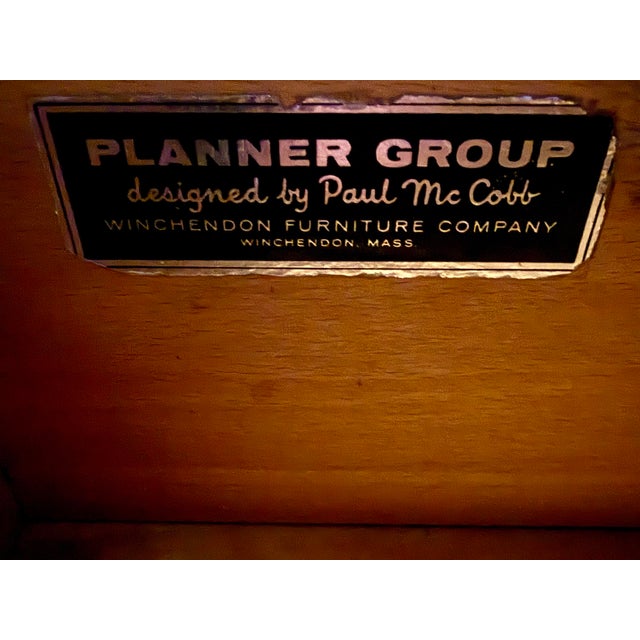 PLANNER GROUP
designed by Paul Mc Cobb
WINCHENDON FURNITURE COMPANY
WINCHENDON, MASS.